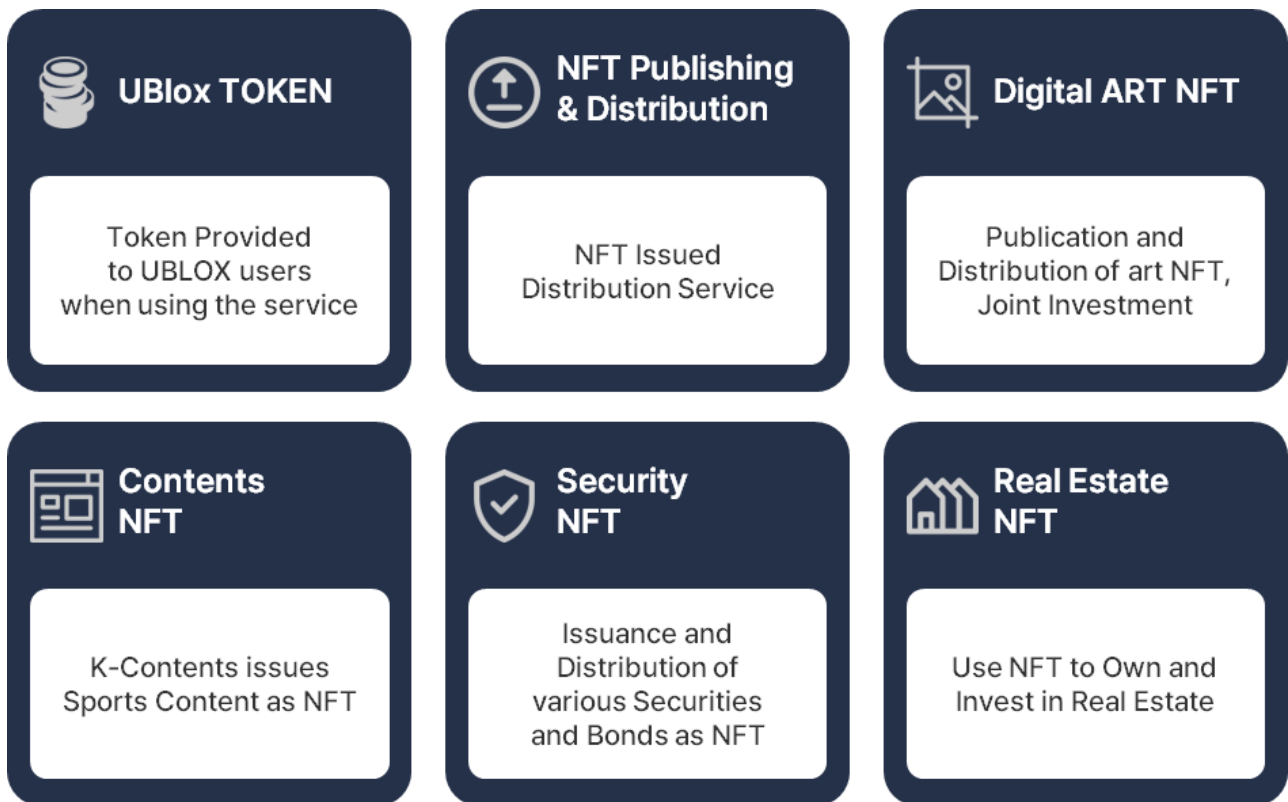 UBlox TOKEN
Token Provided
to UBLOX users
when using the service
NFT Publishing
& Distribution
NFT Issued
Distribution Service
Digital ART NFT
Publication and
Distribution of art NFT,
Joint Investment
Contents
NFT
K-Contents issues
Sports Content as NFT
Security
NFT
Issuance and
Distribution of
various Securities
and Bonds as NFT
Real Estate
NFT
Use NFT to Own and
Invest in Real Estate